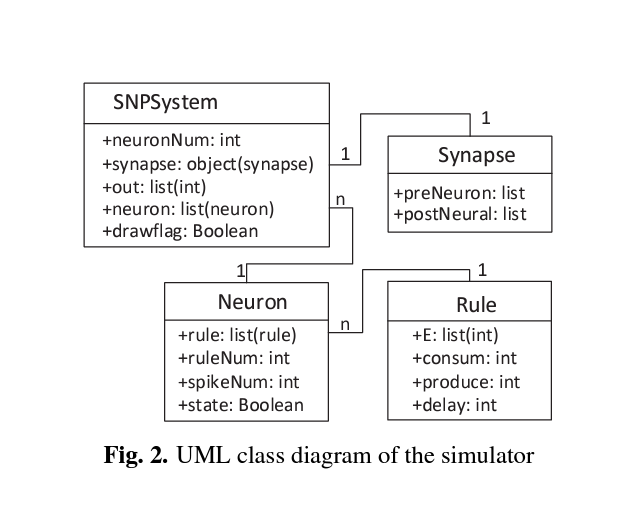 SNPSystem
+neuronNum: int
+synapse: object(synapse)
+out: list(int)
+neuron: list(neuron)
+drawflag: Boolean
1
1
Synapse
+preNeuron: list
+postNeural: list
n
1
Neuron
+rule: list(rule)
+ruleNum: int
+spikeNum: int
+state: Boolean
n
1
Rule
+E: list(int)
+consum: int
+produce: int
+delay: int
Fig. 2. UML class diagram of the simulator